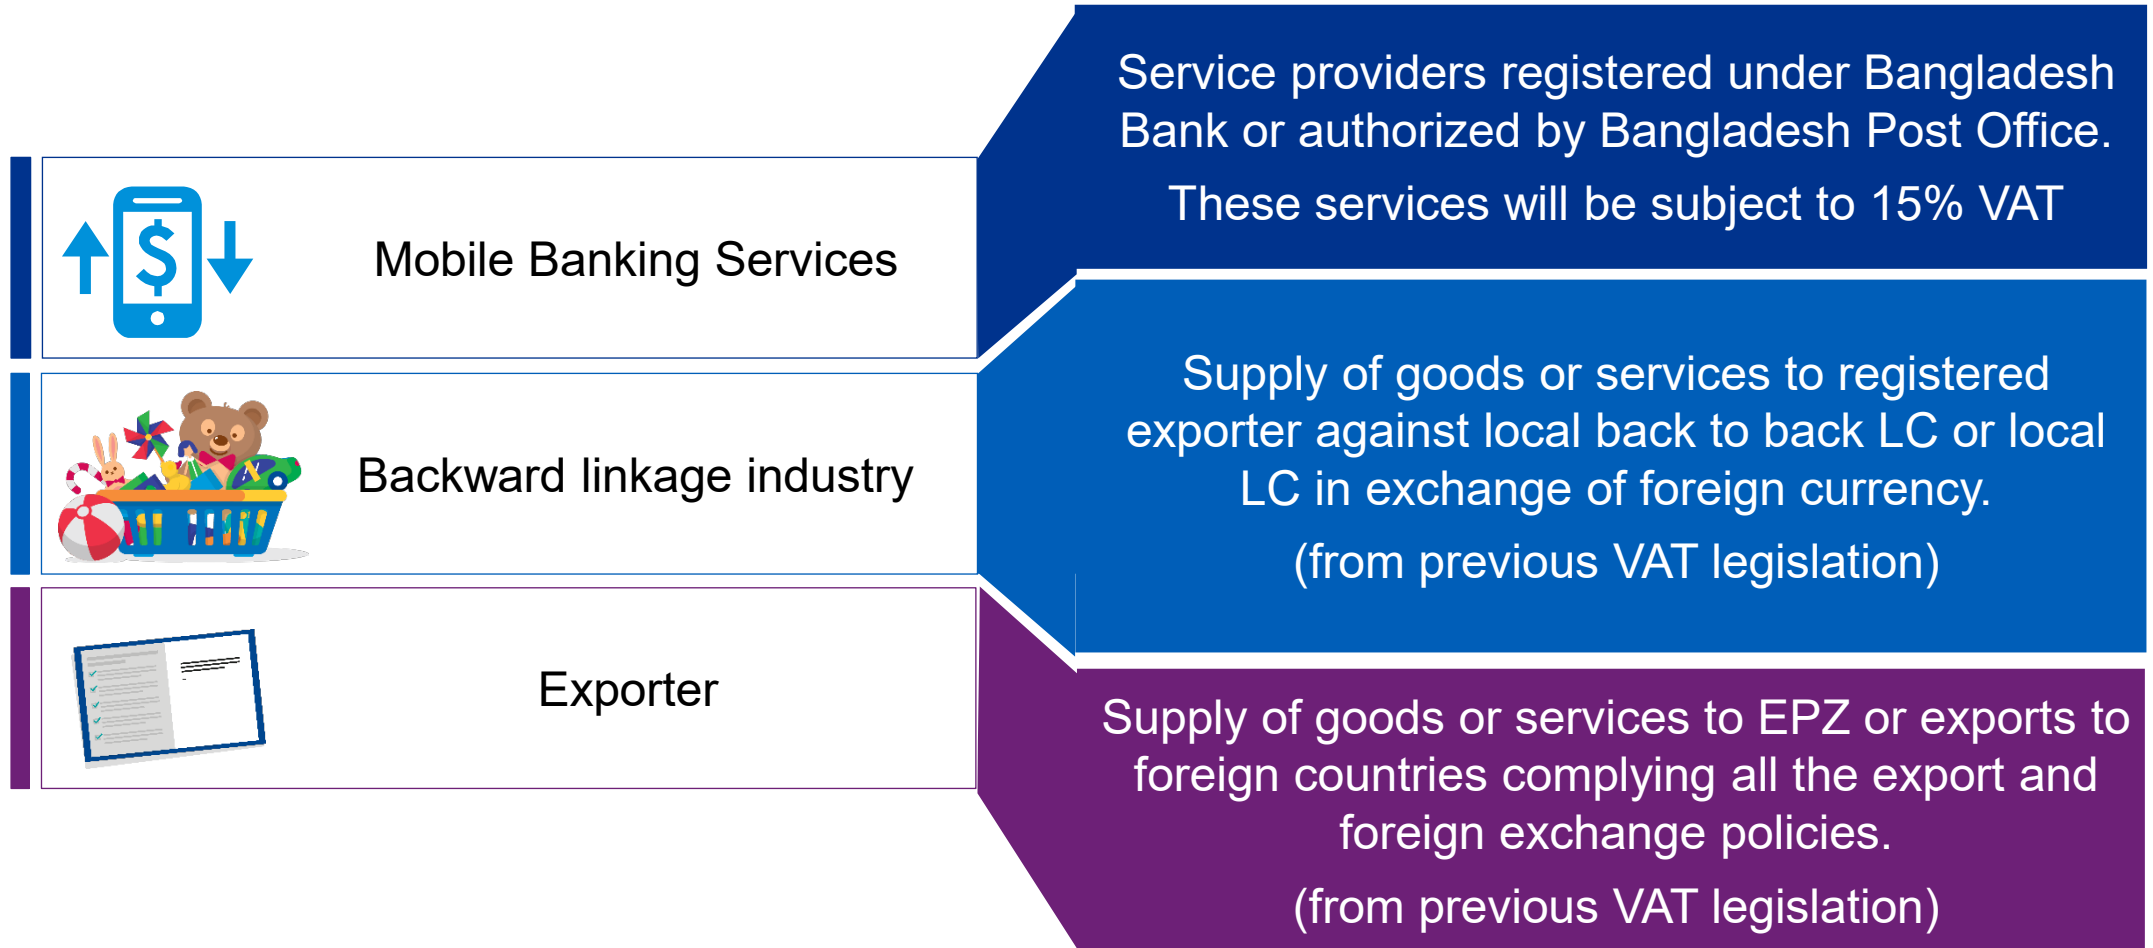 Mobile Banking Services
Service providers registered under Bangladesh
Bank or authorized by Bangladesh Post Office.
These services will be subject to 15% VAT
Backward linkage industry
Supply of goods or services to registered
exporter against local back to back LC or local
LC in exchange of foreign currency.
(from previous VAT legislation)
Exporter
Supply of goods or services to EPZ or exports to
foreign countries complying all the export and
foreign exchange policies.
(from previous VAT legislation)